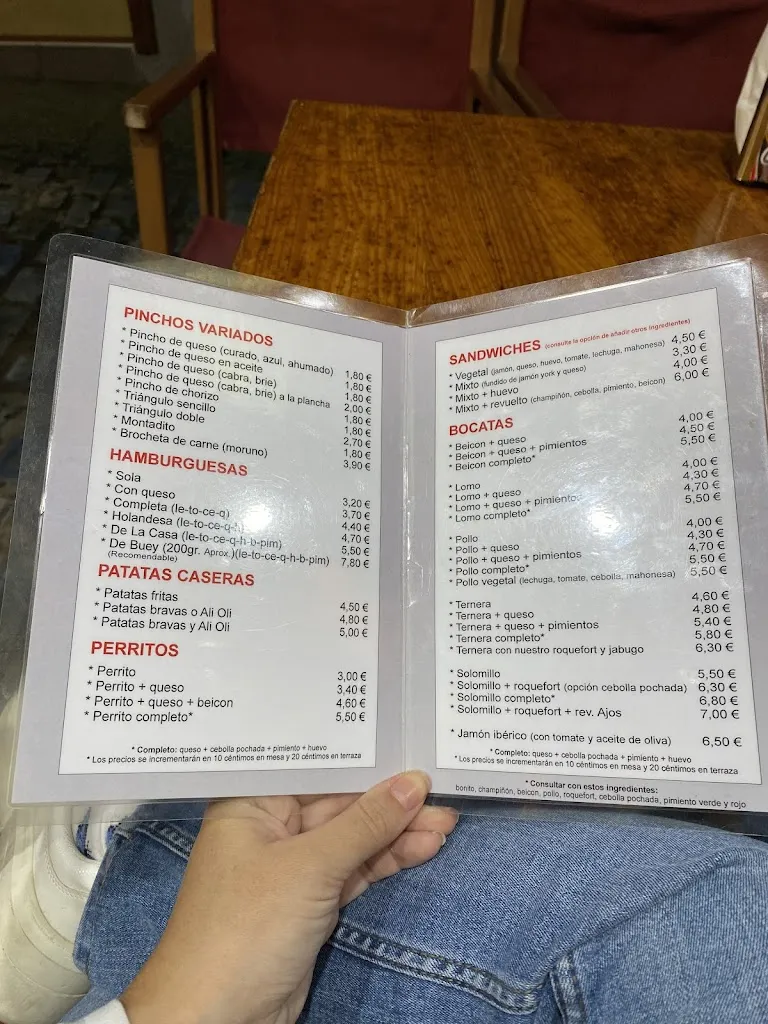 PINCHOS VARIADOS
* Pincho de queso (curado, azul, ahumado) 1,80 €
* Pincho de queso en aceite 1,80 €
* Pincho de queso (cabra, brie) 1,80 €
* Pincho de queso (cabra, brie) a la plancha 2,00 €
* Pincho de chorizo 1,80 €
* Triángulo sencillo 1,80 €
* Triángulo doble 2,70 €
* Montadito 1,80 €
* Brocheta de carne (moruno) 3,90 €
HAMBURGUESAS
* Sola 3,20 €
* Con queso 3,70 €
* Completa (le-to-ce-q) 4,40 €
* Holandesa (le-to-ce-q-h) 4,70 €
* De La Casa (le-to-ce-q-h-b-pim) 5,50 €
* De Buey (200gr. Aprox.)(le-to-ce-q-h-b-pim) 7,80 €
(Recomendable)
PATATAS CASERAS
* Patatas fritas 4,50 €
* Patatas bravas o Ali Oli 4,80 €
* Patatas bravas y Ali Oli 5,00 €
PERRITOS
* Perrito 3,00 €
* Perrito + queso 3,40 €
* Perrito + queso + beicon 4,60 €
* Perrito completo* 5,50 €
* Completo: queso + cebolla pochada + pimiento + huevo
* Los precios se incrementarán en 10 céntimos en mesa y 20 céntimos en terraza
SANDWICHES (consulta la opción de añadir otros ingredientes)
* Vegetal (jamón, queso, huevo, tomate, lechuga, mahonesa) 4,50 €
* Mixto (fundido de jamón york y queso) 3,30 €
* Mixto + huevo 4,00 €
* Mixto + revuelto (champiñón, cebolla, pimiento, beicon) 6,00 €
BOCATAS
* Beicon + queso 4,00 €
* Beicon + queso + pimientos 4,50 €
* Beicon completo* 5,50 €
* Lomo 4,00 €
* Lomo + queso 4,30 €
* Lomo + queso + pimientos 4,70 €
* Lomo completo* 5,50 €
* Pollo 4,00 €
* Pollo + queso 4,30 €
* Pollo + queso + pimientos 4,70 €
* Pollo completo* 5,50 €
* Pollo vegetal (lechuga, tomate, cebolla, mahonesa) 5,50 €
* Ternera 4,60 €
* Ternera + queso 4,80 €
* Ternera + queso + pimientos 5,40 €
* Ternera completo* 5,80 €
* Ternera con nuestro roquefort y jabugo 6,30 €
* Solomillo 5,50 €
* Solomillo + roquefort (opción cebolla pochada) 6,30 €
* Solomillo completo* 6,80 €
* Solomillo + roquefort + rev. Ajos 7,00 €
* Jamón ibérico (con tomate y aceite de oliva) 6,50 €
* Completo: queso + cebolla pochada + pimiento + huevo
* Los precios se incrementarán en 10 céntimos en mesa y 20 céntimos en terraza
* Consultar con estos ingredientes:
bonito, champiñón, beicon, pollo, roquefort, cebolla pochada, pimiento verde y rojo